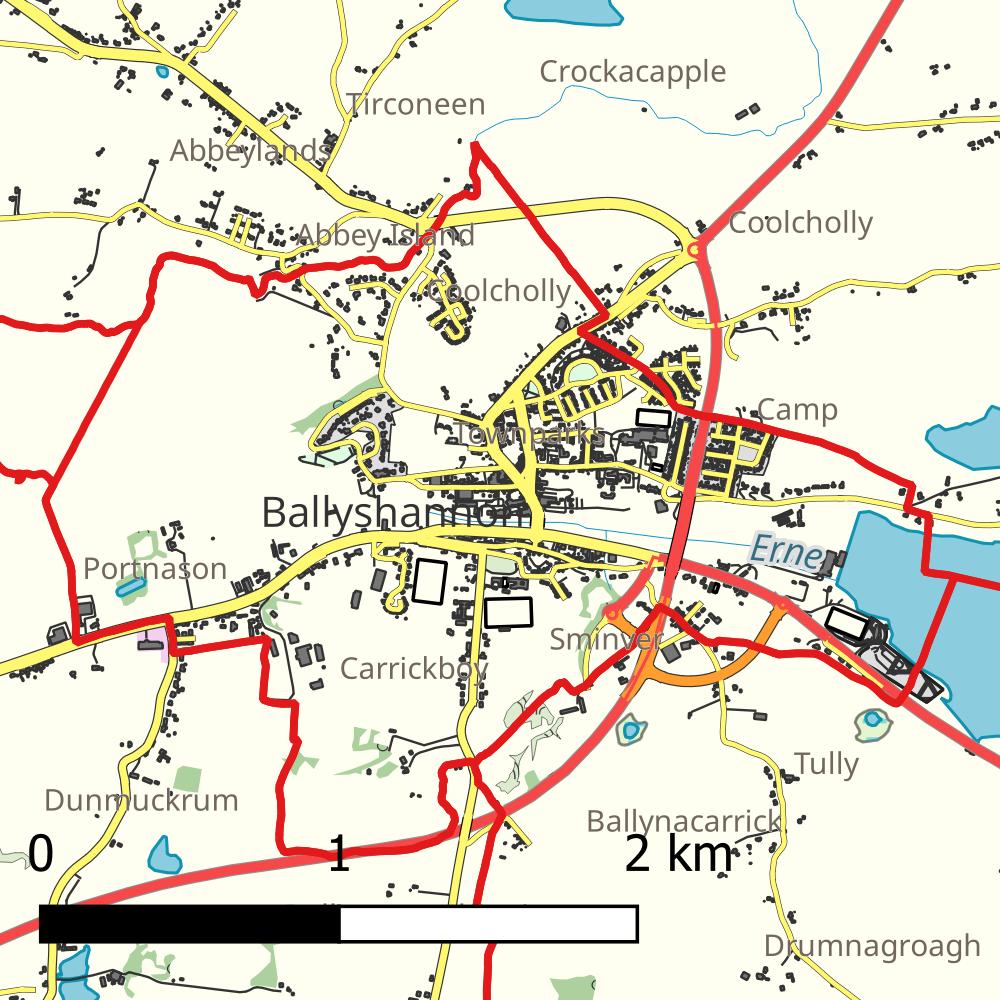 Crockacapple
Tirconeen
Abbeylands
Coolcholly
Abbey Island
Coolcholly
Camp
Townparks
Ballyshannon
Erne
Portnason
Sminver
Carrickboy
Tully
Dunmuckrum
Ballynacarrick
0 1 2 km
Drumnagroagh